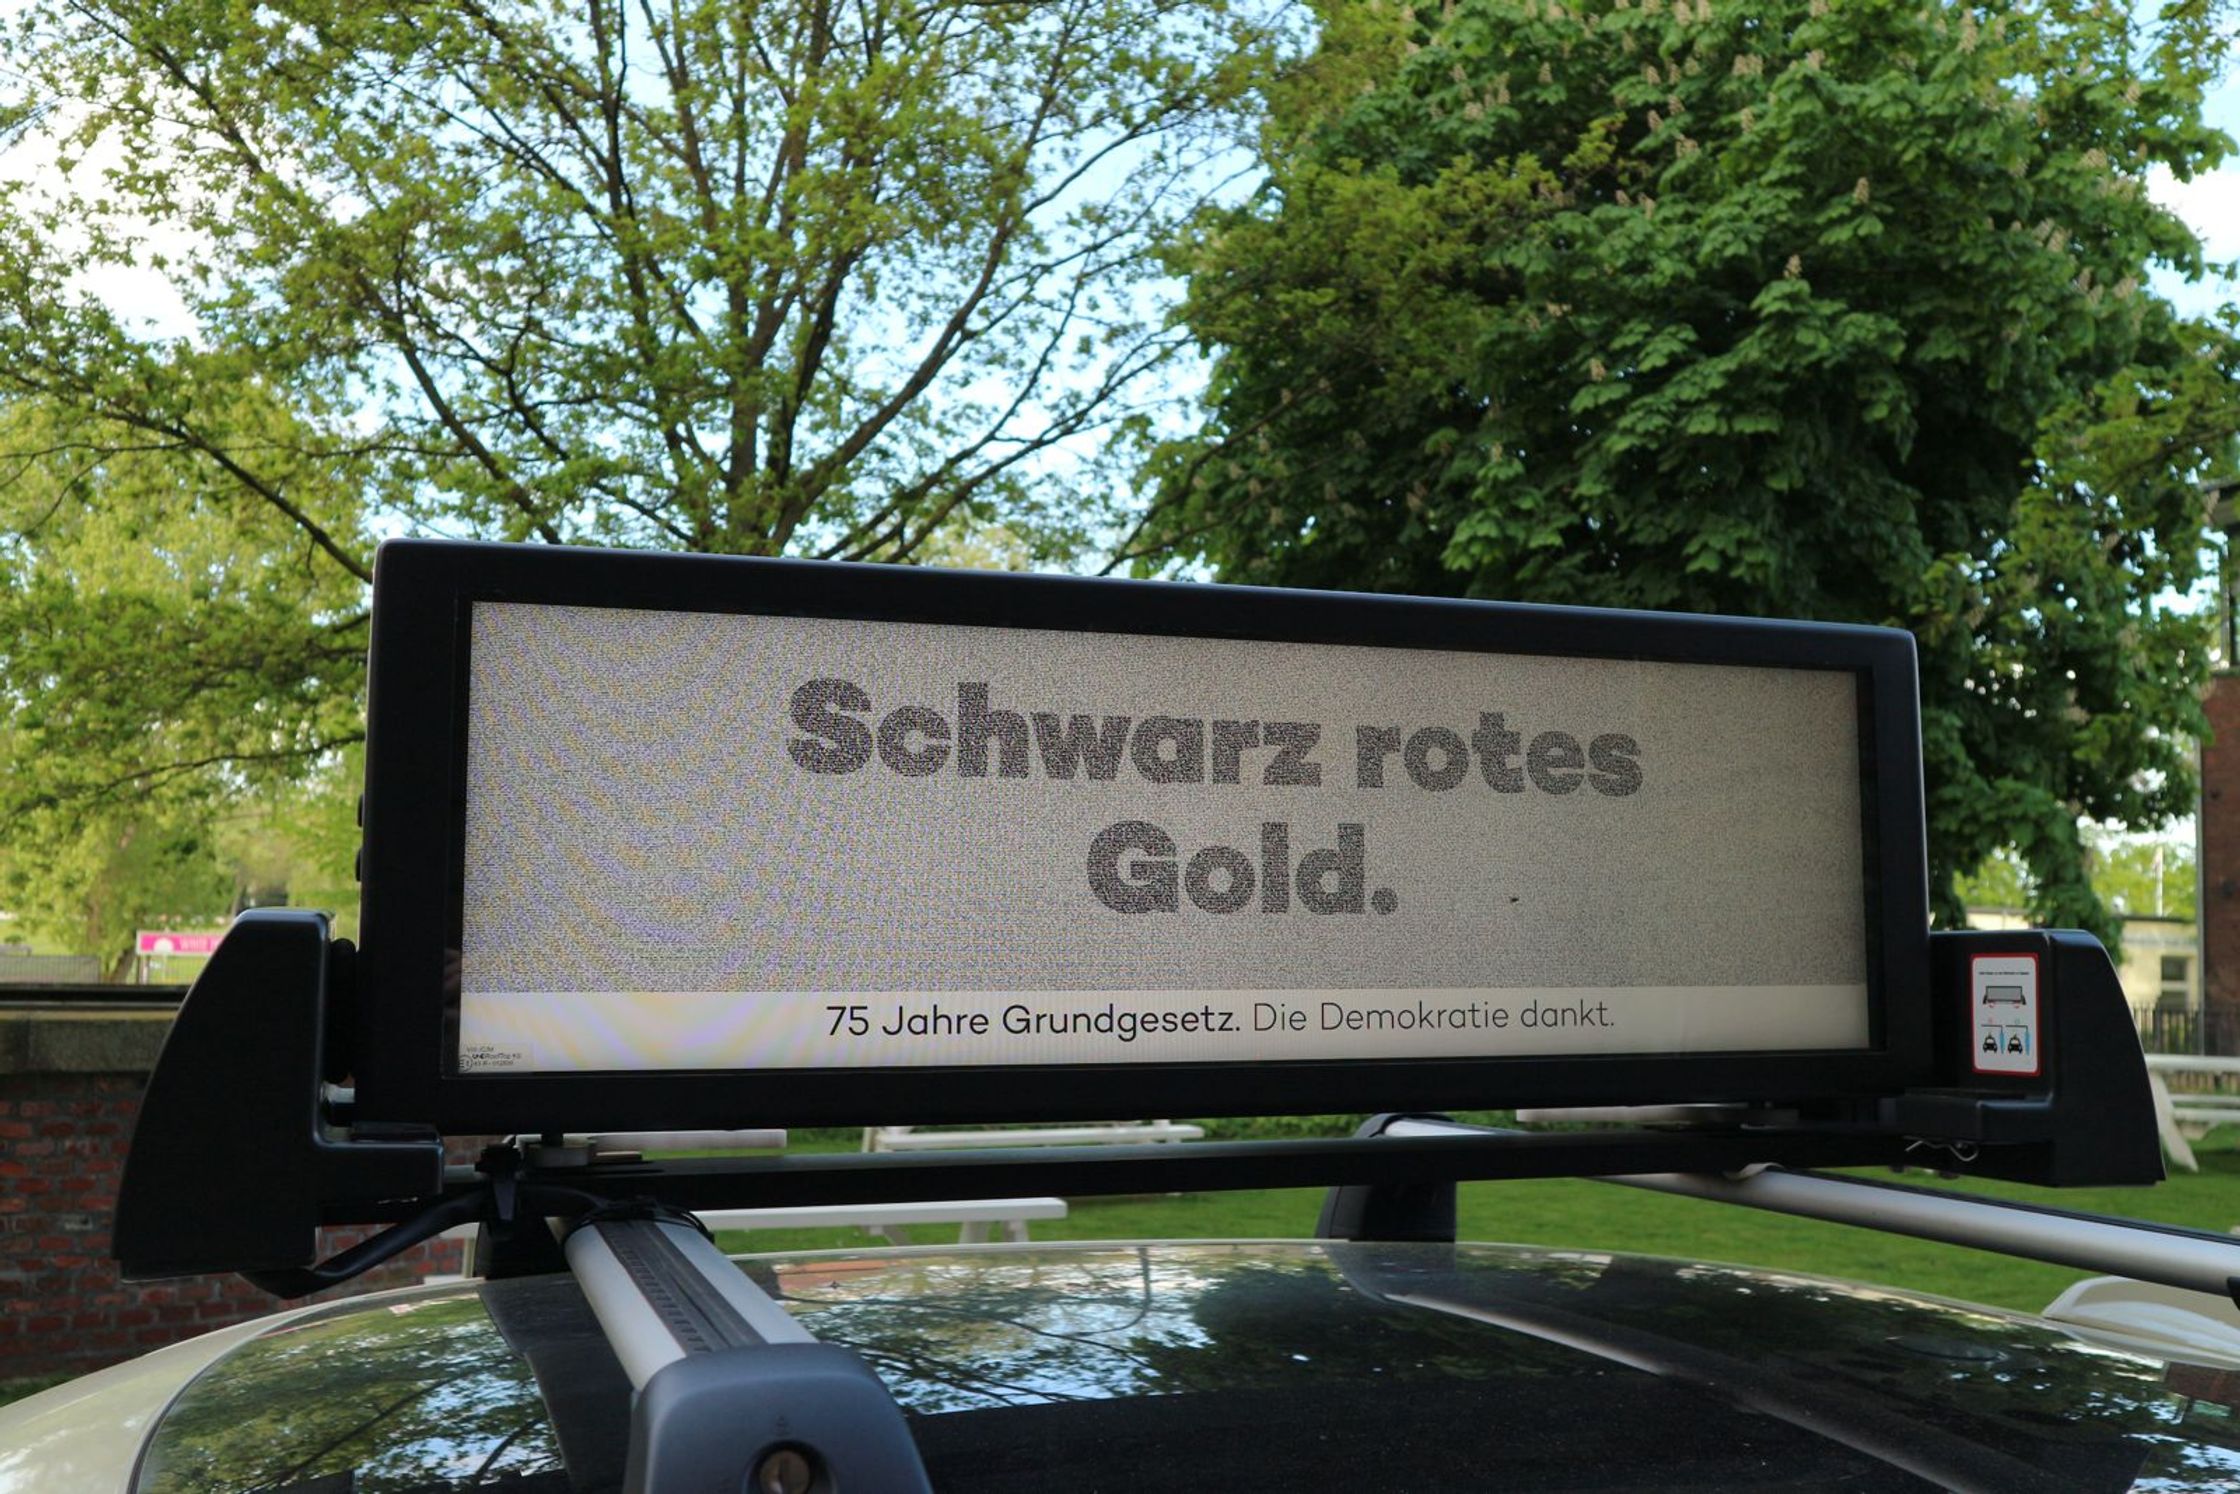 Schwarz rotes
Gold.
75 Jahre Grundgesetz. Die Demokratie dankt.